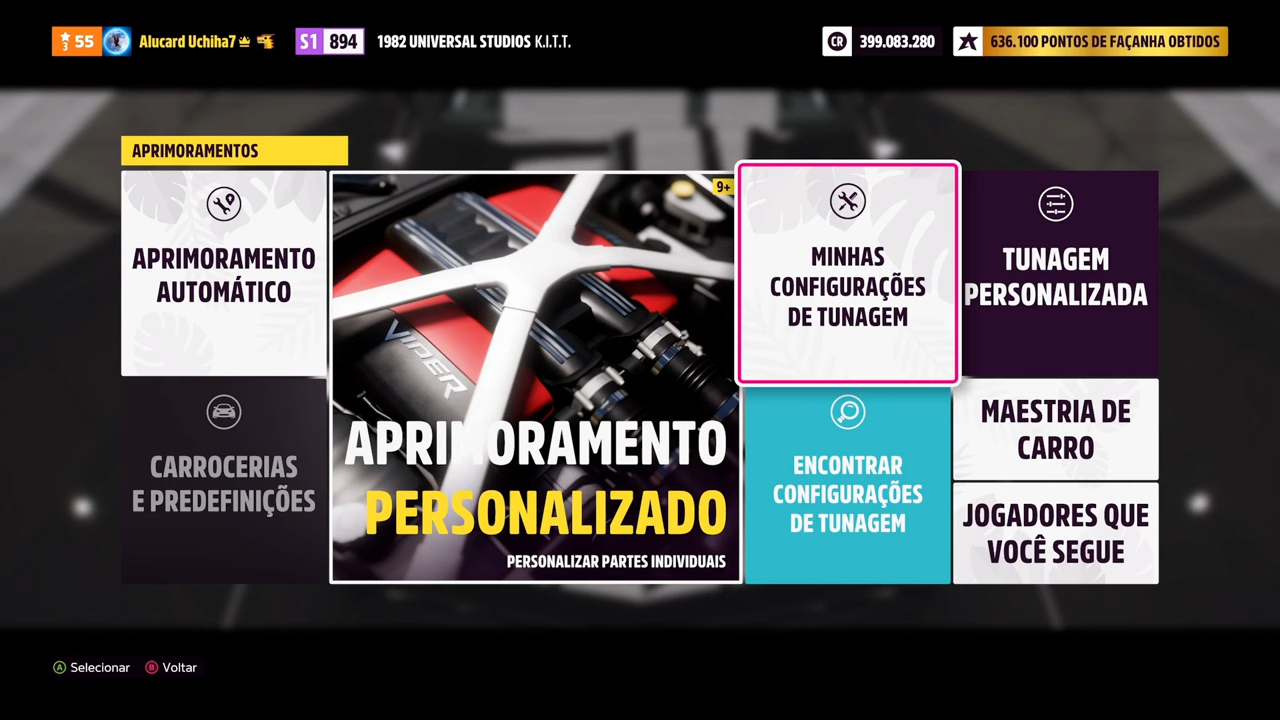 3 55 Alucard Uchiha7 S1 894 1982 UNIVERSAL STUDIOS K.I.T.T. CR 399.083.280 636.100 PONTOS DE FAÇANHA OBTIDOS
APRIMORAMENTOS
APRIMORAMENTO
AUTOMÁTICO
CARROCERIAS
E PREDEFINIÇÕES
9+
VIPER
APRIMORAMENTO
PERSONALIZADO
PERSONALIZAR PARTES INDIVIDUAIS
MINHAS
CONFIGURAÇÕES
DE TUNAGEM
ENCONTRAR
CONFIGURAÇÕES
DE TUNAGEM
TUNAGEM
PERSONALIZADA
MAESTRIA DE
CARRO
JOGADORES QUE
VOCÊ SEGUE
A Selecionar B Voltar